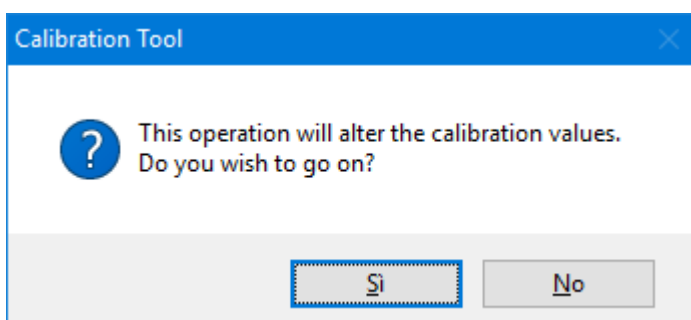 Calibration Tool
This operation will alter the calibration values.
Do you wish to go on?
Sì
No